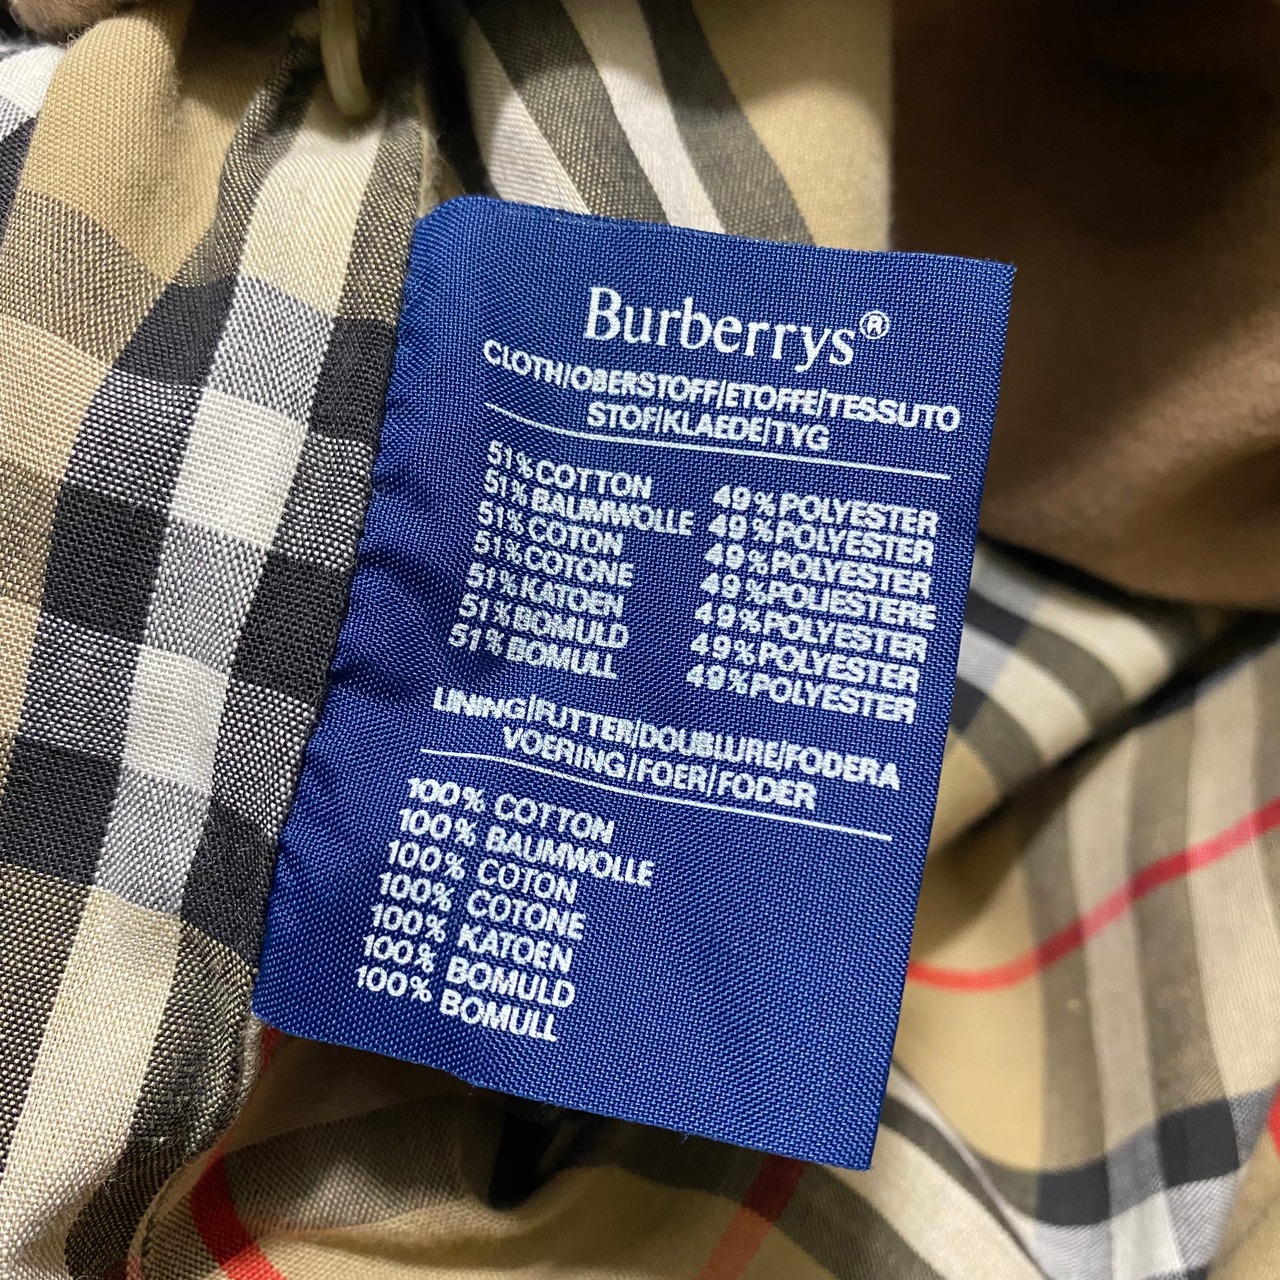 Burberrys®
CLOTH/OBERSTOFF/ETOFFE/TESSUTO
STOF/KLAEDE/TYG
51% COTTON 49% POLYESTER
51% BAUMWOLLE 49% POLYESTER
51% COTON 49% POLYESTER
51% COTONE 49% POLIESTERE
51% KATOEN 49% POLYESTER
51% BOMULD 49% POLYESTER
51% BOMULL 49% POLYESTER
LINING/FUTTER/DOUBLURE/FODERA
VOERING/FOER/FODER
100% COTTON
100% BAUMWOLLE
100% COTON
100% COTONE
100% KATOEN
100% BOMULD
100% BOMULL